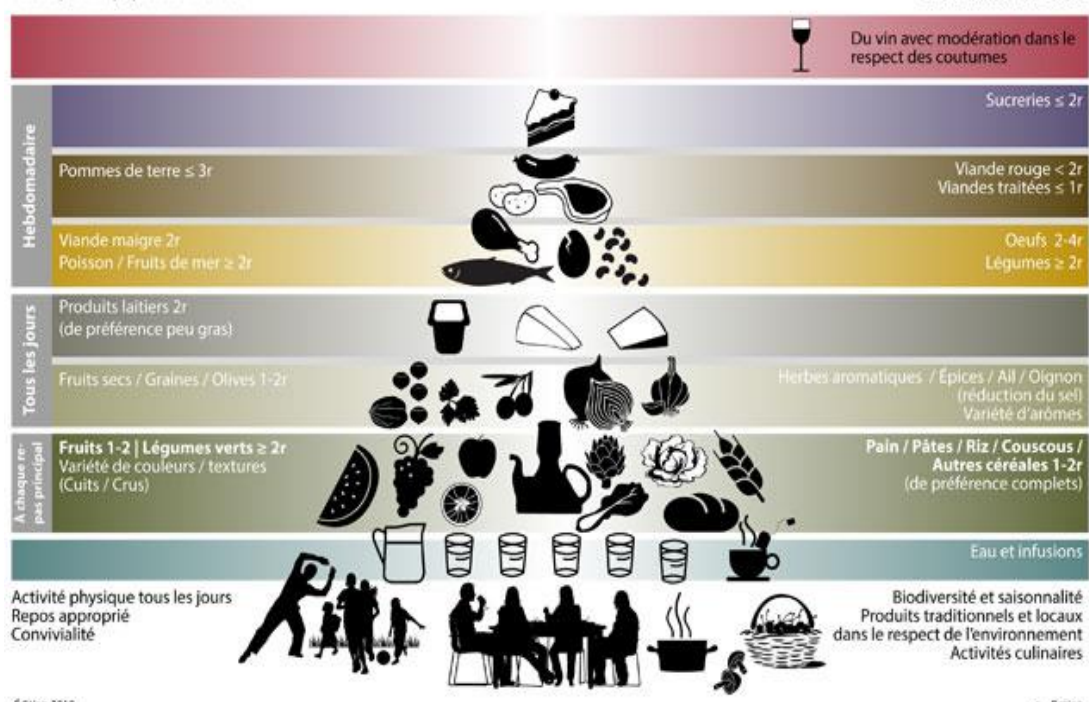 Du vin avec modération dans le
respect des coutumes
Hebdomadaire
Sucreries ≤ 2r
Pommes de terre ≤ 3r
Viande rouge < 2r
Viandes traitées ≤ 1r
Viande maigre 2r
Poisson / Fruits de mer ≥ 2r
Oeufs 2-4r
Légumes ≥ 2r
Tous les jours
Produits laitiers 2r
(de préférence peu gras)
Fruits secs / Graines / Olives 1-2r
Herbes aromatiques / Épices / Ail / Oignon
(réduction du sel)
Variété d'arômes
À chaque re-
pas principal
Fruits 1-2 | Légumes verts ≥ 2r
Variété de couleurs / textures
(Cuits / Crus)
Pain / Pâtes / Riz / Couscous /
Autres céréales 1-2r
(de préférence complets)
Eau et infusions
Activité physique tous les jours
Repos approprié
Convivialité
Biodiversité et saisonnalité
Produits traditionnels et locaux
dans le respect de l'environnement
Activités culinaires